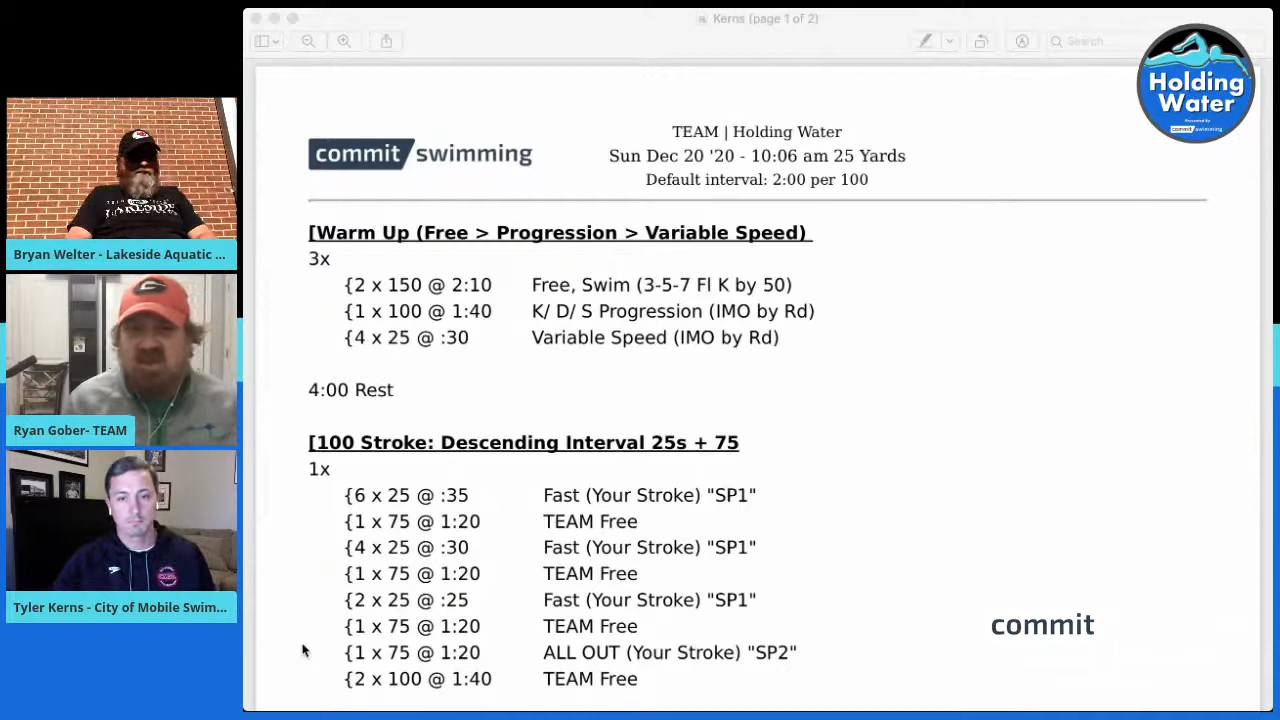 Kerns (page 1 of 2)
Search
Holding
Water
Presented by
commit swimming
commit swimming
TEAM | Holding Water
Sun Dec 20 '20 - 10:06 am 25 Yards
Default interval: 2:00 per 100
[Warm Up (Free > Progression > Variable Speed)
3x
{2 x 150 @ 2:10 Free, Swim (3-5-7 Fl K by 50)
{1 x 100 @ 1:40 K/ D/ S Progression (IMO by Rd)
{4 x 25 @ :30 Variable Speed (IMO by Rd)
4:00 Rest
[100 Stroke: Descending Interval 25s + 75
1x
{6 x 25 @ :35 Fast (Your Stroke) "SP1"
{1 x 75 @ 1:20 TEAM Free
{4 x 25 @ :30 Fast (Your Stroke) "SP1"
{1 x 75 @ 1:20 TEAM Free
{2 x 25 @ :25 Fast (Your Stroke) "SP1"
{1 x 75 @ 1:20 TEAM Free
{1 x 75 @ 1:20 ALL OUT (Your Stroke) "SP2"
{2 x 100 @ 1:40 TEAM Free
commit
Bryan Welter - Lakeside Aquatic ...
Ryan Gober- TEAM
Tyler Kerns - City of Mobile Swim...